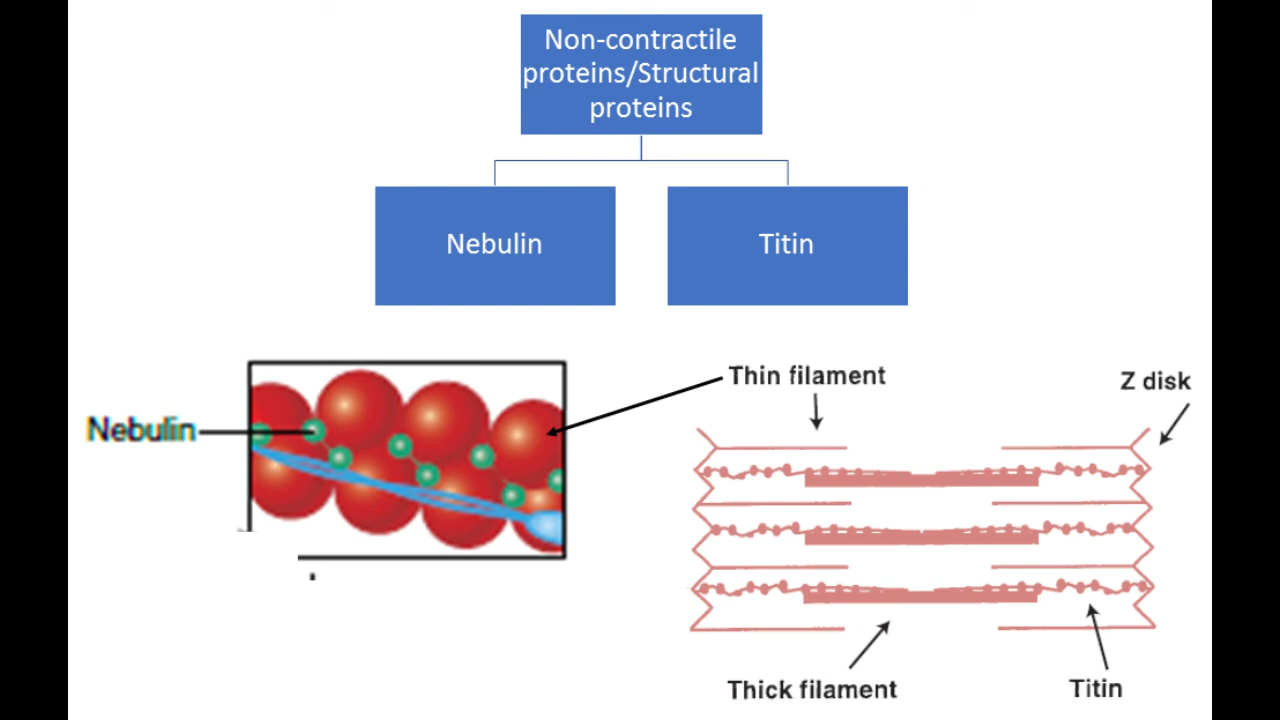 Non-contractile
proteins/Structural
proteins
Nebulin
Titin
Nebulin
Thin filament
Z disk
Thick filament
Titin